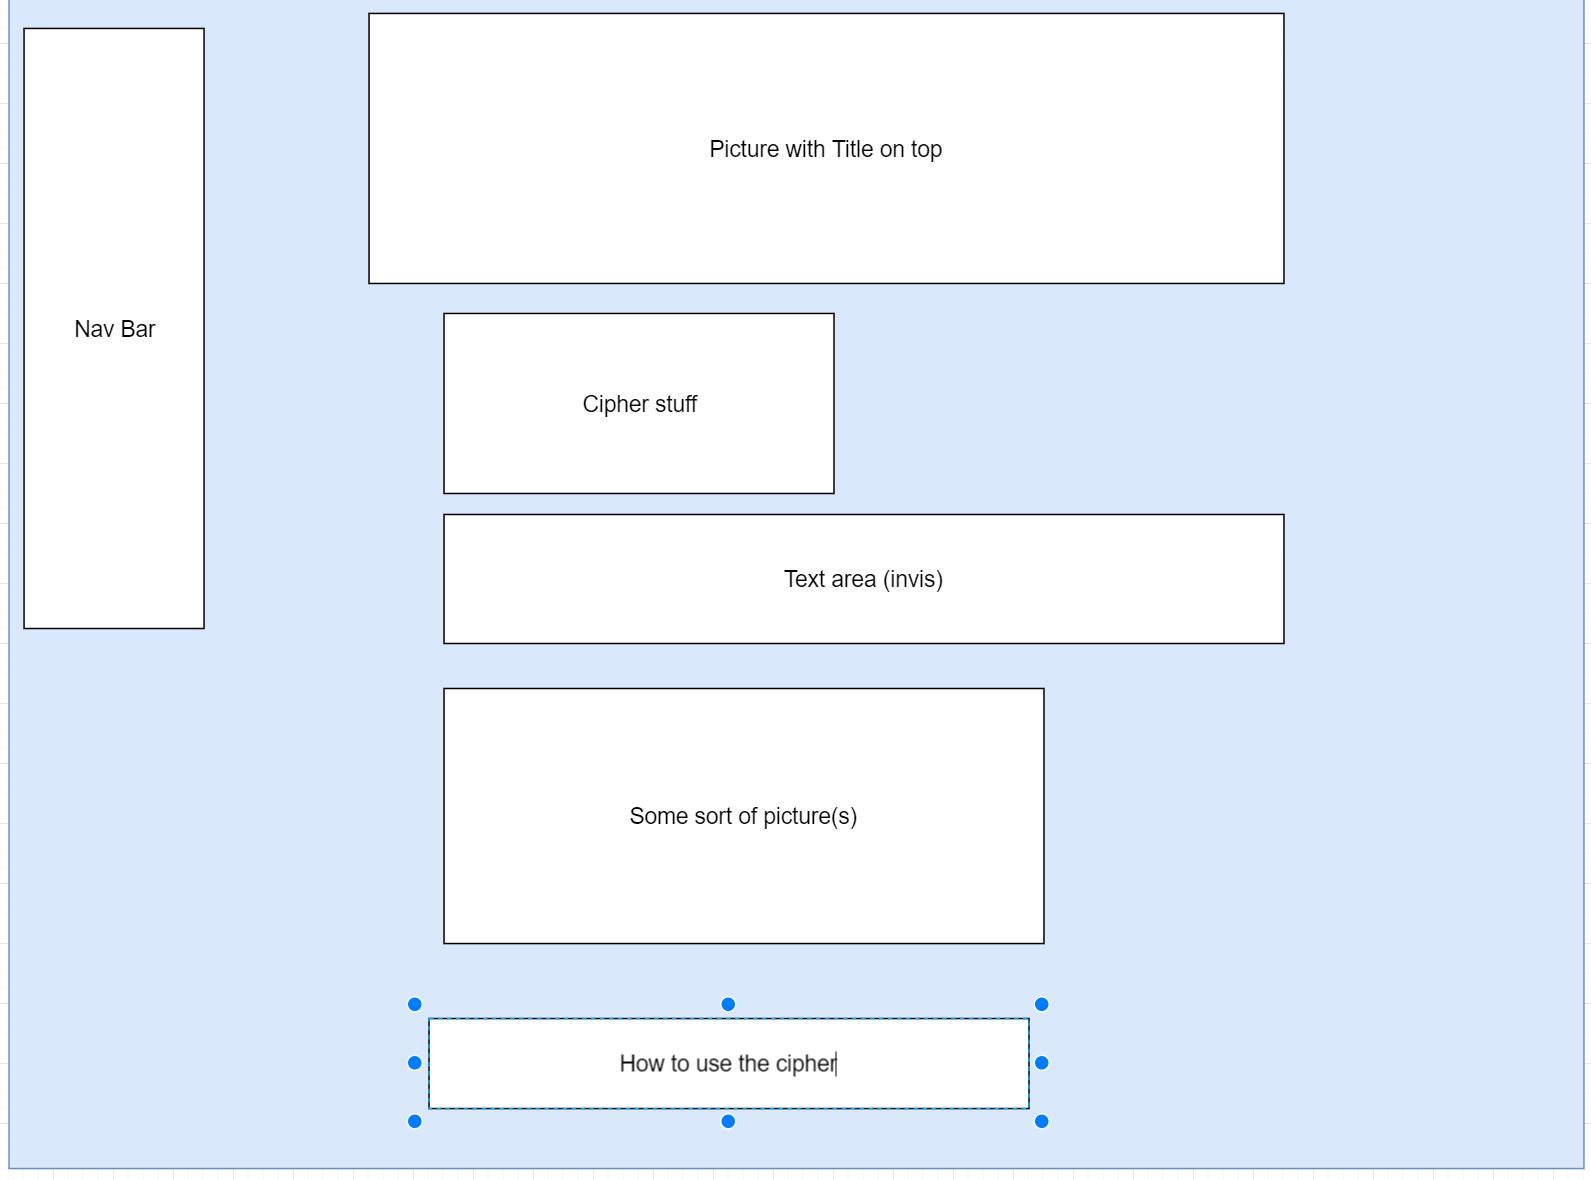 Picture with Title on top
Nav Bar
Cipher stuff
Text area (invis)
Some sort of picture(s)
How to use the cipher